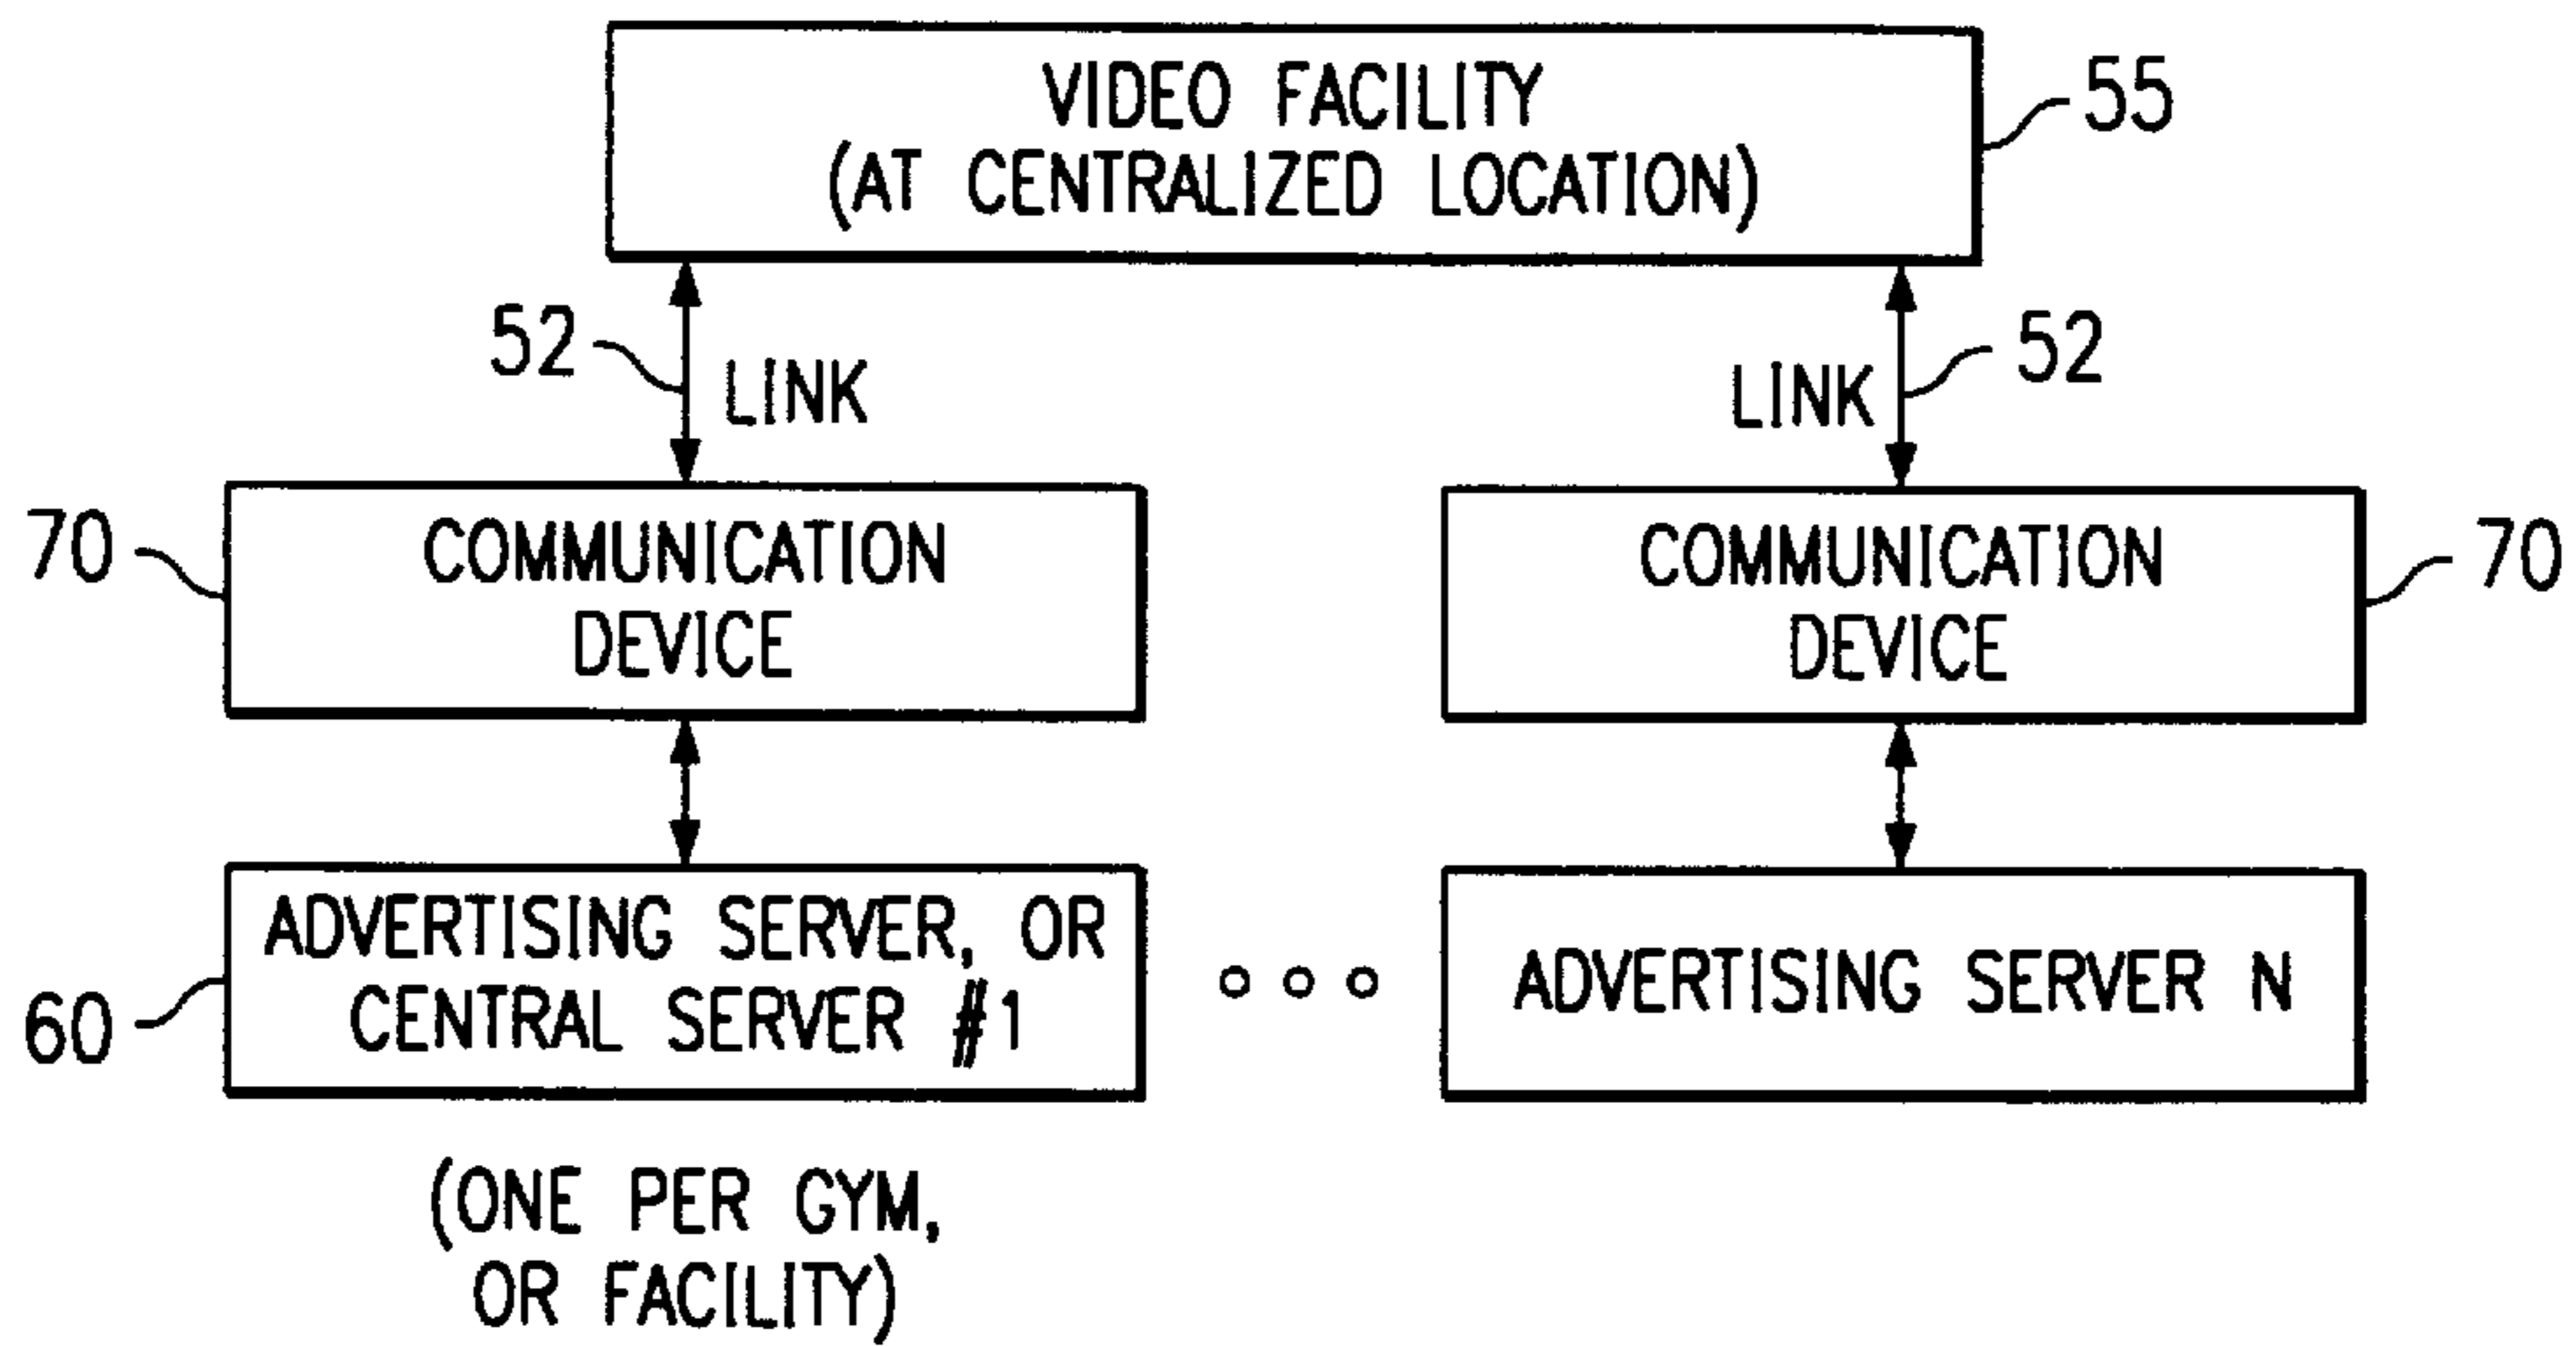 VIDEO FACILITY
(AT CENTRALIZED LOCATION)
55
52
LINK
LINK
52
70
COMMUNICATION
DEVICE
COMMUNICATION
DEVICE
70
60
ADVERTISING SERVER, OR
CENTRAL SERVER #1
ADVERTISING SERVER N
(ONE PER GYM,
OR FACILITY)